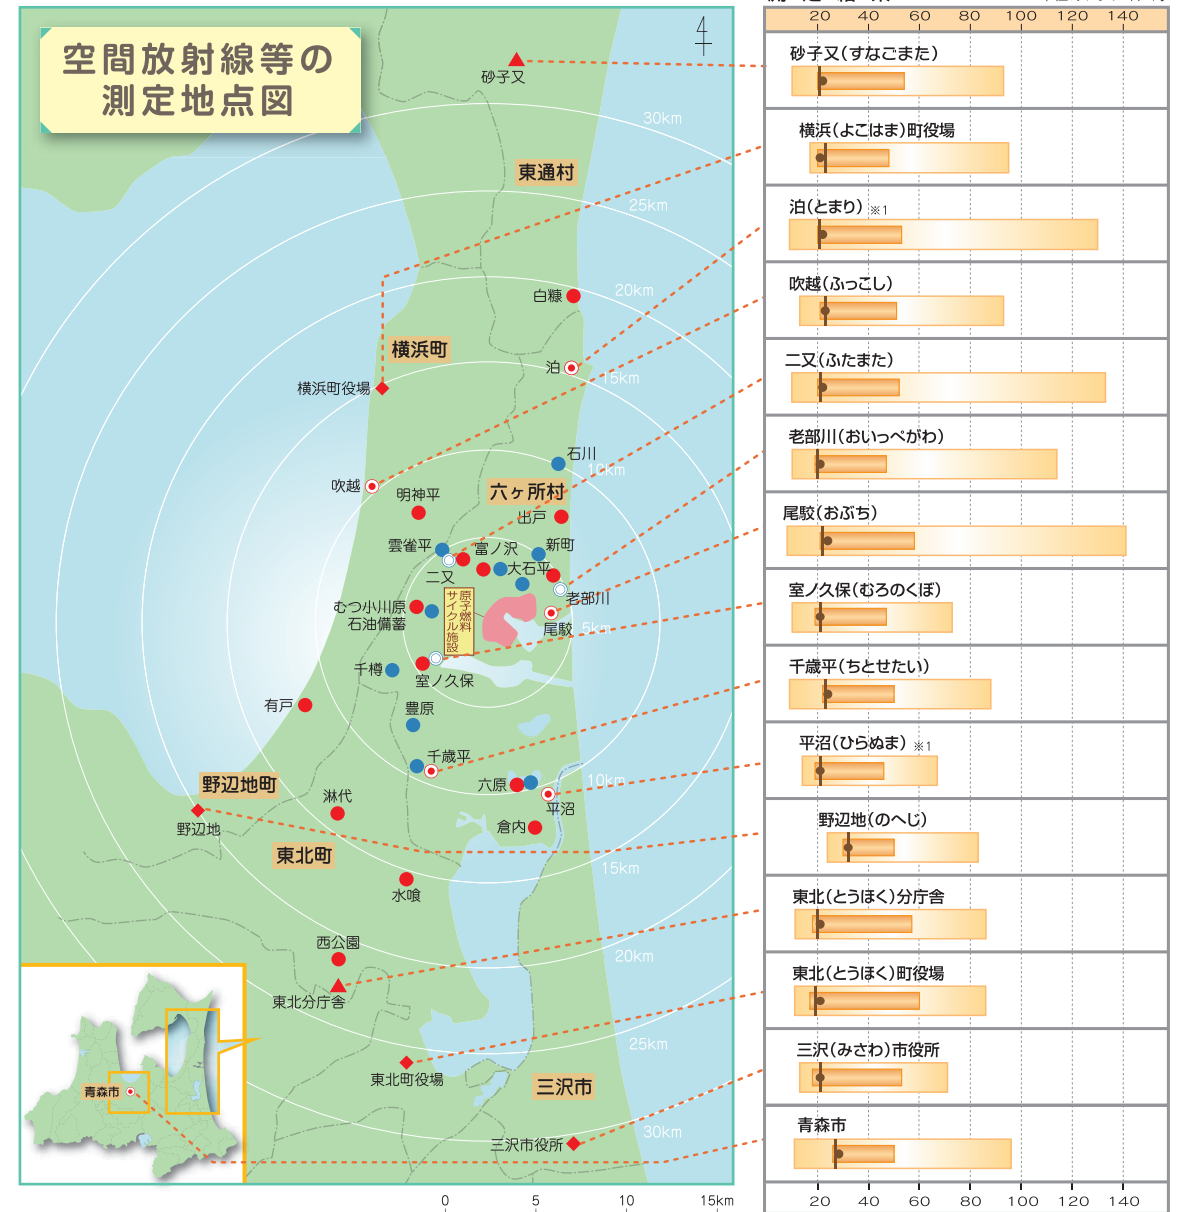 空間放射線等の
測定地点図
砂子又
30km
東通村
25km
20km
白糠
横浜町
泊
15km
横浜町役場
石川
10km
吹越
明神平
六ヶ所村
出戸
雲雀平
富ノ沢
新町
二又
大石平
老部川
むつ小川原
石油備蓄
原子燃料
サイクル施設
尾駮
5km
千樽
室ノ久保
有戸
豊原
千歳平
野辺地町
六原
10km
淋代
平沼
野辺地
倉内
東北町
15km
水喰
西公園
20km
東北分庁舎
25km
東北町役場
三沢市
青森市
30km
三沢市役所
0 5 10 15km
20 40 60 80 100 120 140
砂子又(すなごまた)
横浜(よこはま)町役場
泊(とまり) ※1
吹越(ふっこし)
二又(ふたまた)
老部川(おいっぺがわ)
尾駮(おぶち)
室ノ久保(むろのくぼ)
千歳平(ちとせたい)
平沼(ひらぬま) ※1
野辺地(のへじ)
東北(とうほく)分庁舎
東北(とうほく)町役場
三沢(みさわ)市役所
青森市
20 40 60 80 100 120 140